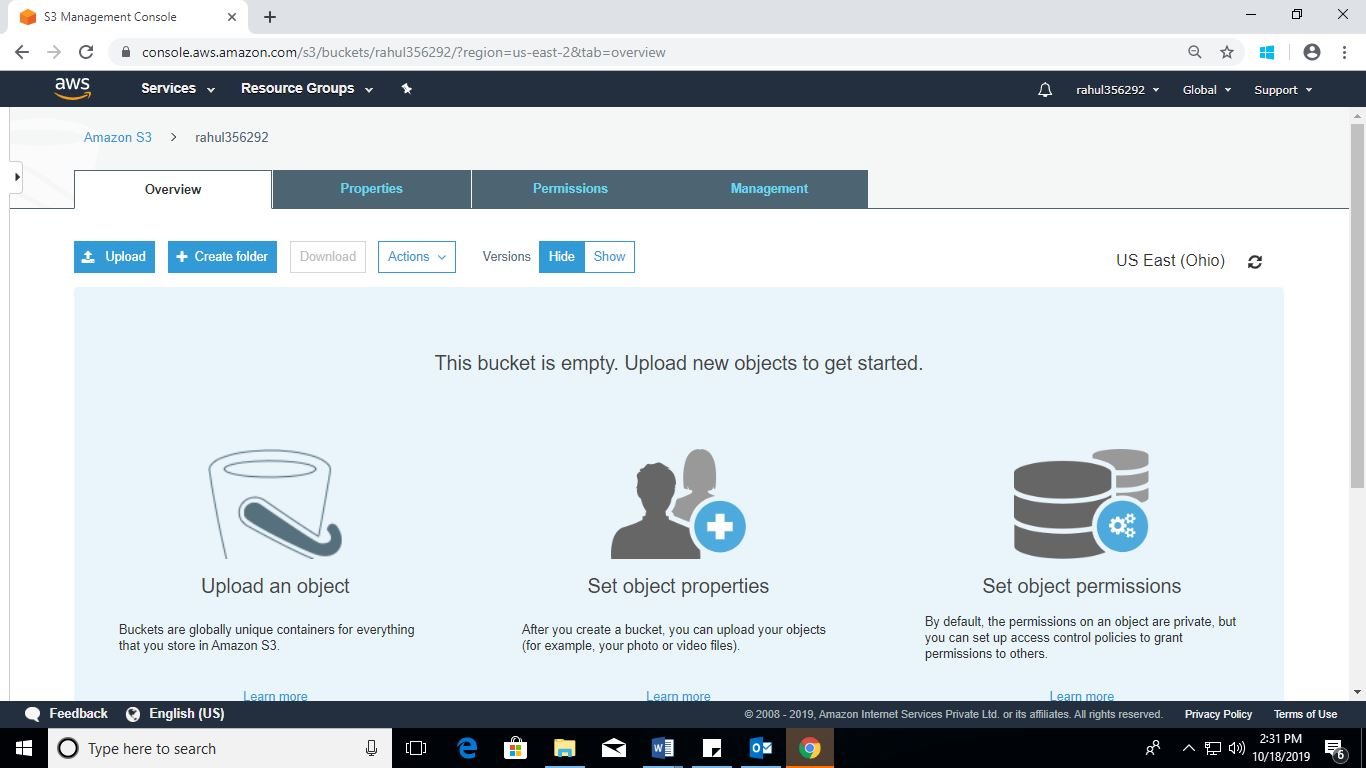 S3 Management Console
console.aws.amazon.com/s3/buckets/rahul356292/?region=us-east-2&tab=overview
aws Services Resource Groups rahul356292 Global Support
Amazon S3 > rahul356292
Overview Properties Permissions Management
Upload Create folder Download Actions Versions Hide Show
US East (Ohio)
This bucket is empty. Upload new objects to get started.
Upload an object
Buckets are globally unique containers for everything
that you store in Amazon S3.
Learn more
Set object properties
After you create a bucket, you can upload your objects
(for example, your photo or video files).
Learn more
Set object permissions
By default, the permissions on an object are private, but
you can set up access control policies to grant
permissions to others.
Learn more
Feedback English (US) © 2008 - 2019, Amazon Internet Services Private Ltd. or its affiliates. All rights reserved. Privacy Policy Terms of Use
Type here to search
2:31 PM
10/18/2019
6